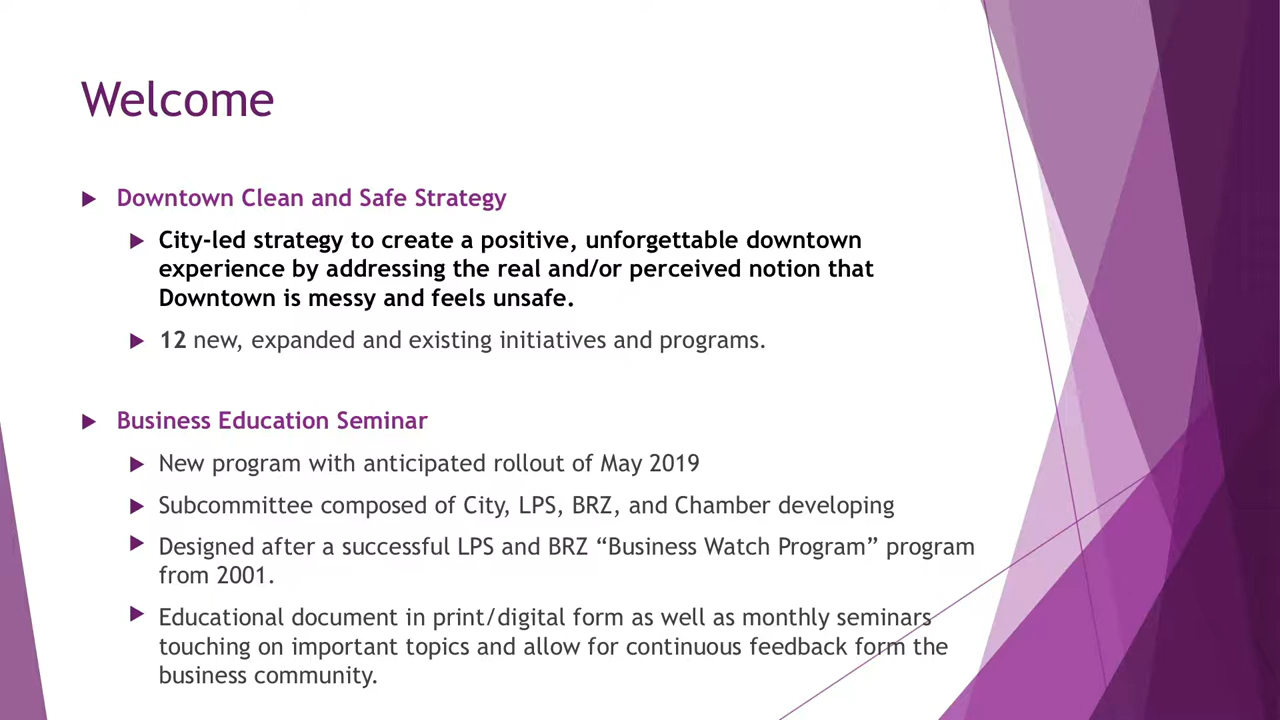 Welcome
Downtown Clean and Safe Strategy
City-led strategy to create a positive, unforgettable downtown
experience by addressing the real and/or perceived notion that
Downtown is messy and feels unsafe.
12 new, expanded and existing initiatives and programs.
Business Education Seminar
New program with anticipated rollout of May 2019
Subcommittee composed of City, LPS, BRZ, and Chamber developing
Designed after a successful LPS and BRZ “Business Watch Program” program
from 2001.
Educational document in print/digital form as well as monthly seminars
touching on important topics and allow for continuous feedback form the
business community.